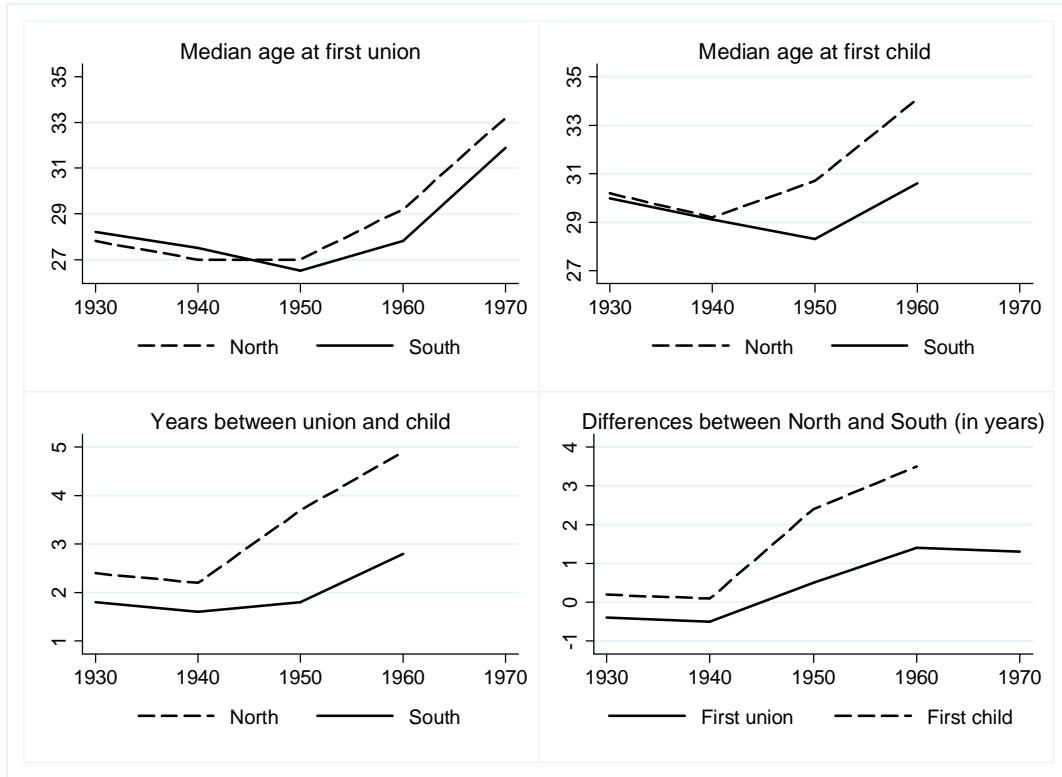 Median age at first union
35
33
31
29
27
1930 1940 1950 1960 1970
North South
Median age at first child
35
33
31
29
27
1930 1940 1950 1960 1970
North South
Years between union and child
5
4
3
2
1
1930 1940 1950 1960 1970
North South
Differences between North and South (in years)
4
3
2
1
0
-1
1930 1940 1950 1960 1970
First union First child